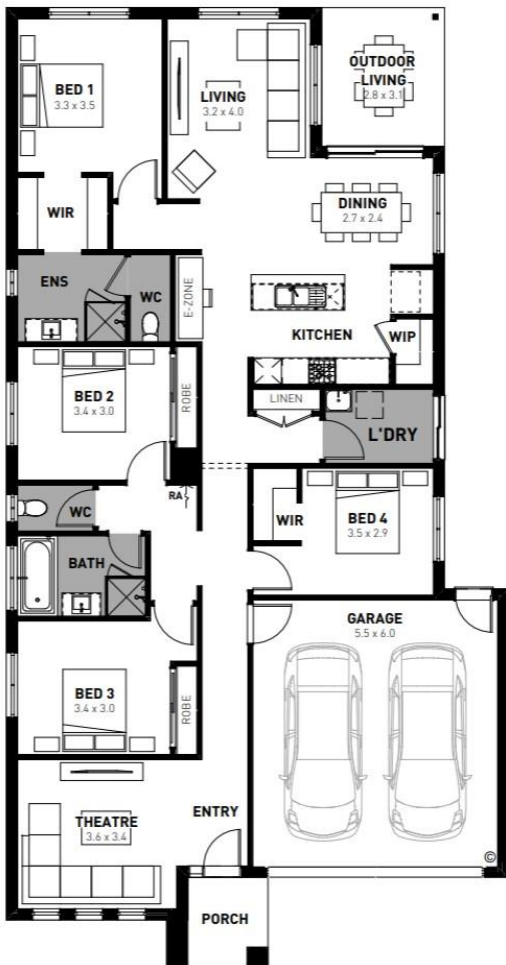 BED 1
3.3 x 3.5
LIVING
3.2 x 4.0
OUTDOOR
LIVING
2.8 x 3.1
WIR
DINING
2.7 x 2.4
ENS
WC
E-ZONE
KITCHEN
WIP
BED 2
3.4 x 3.0
ROBE
LINEN
L'DRY
WC
RA
WIR
BED 4
3.5 x 2.9
BATH
GARAGE
5.5 x 6.0
BED 3
3.4 x 3.0
ROBE
THEATRE
3.6 x 3.4
ENTRY
©
PORCH